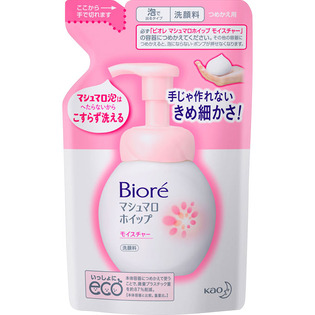 ここから
手で切れます
泡で
出るタイプ
洗顔料
つめかえ用
必ず「ビオレ マシュマロホイップ モイスチャー」
の容器につめかえてください。
マシュマロ泡は
へたらないから
こすらず洗える
手じゃ作れない
きめ細かさ!
Bioré
マシュマロ
ホイップ
モイスチャー
洗顔料
いっしょにeco
kao